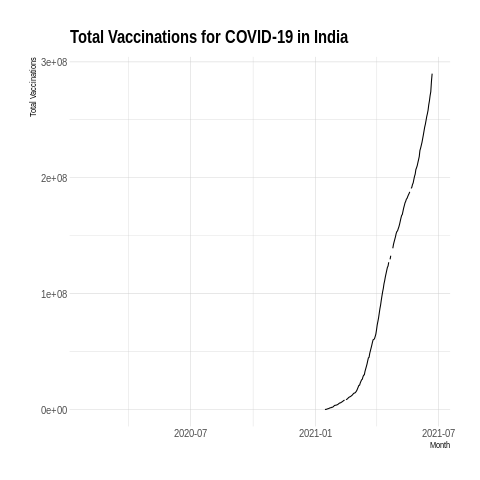 Total Vaccinations for COVID-19 in India
Total Vaccinations
3e+08
2e+08
1e+08
0e+00
2020-07
2021-01
2021-07
Month